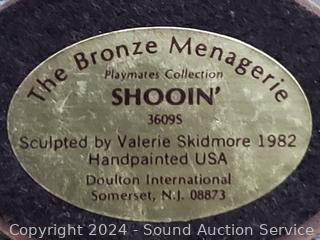 The Bronze Menagerie
Playmates Collection
SHOOIN'
3609S
Sculpted by Valerie Skidmore 1982
Handpainted USA
Doulton International
Somerset, N.J. 08873
Copyright © 2024 - Sound Auction Service